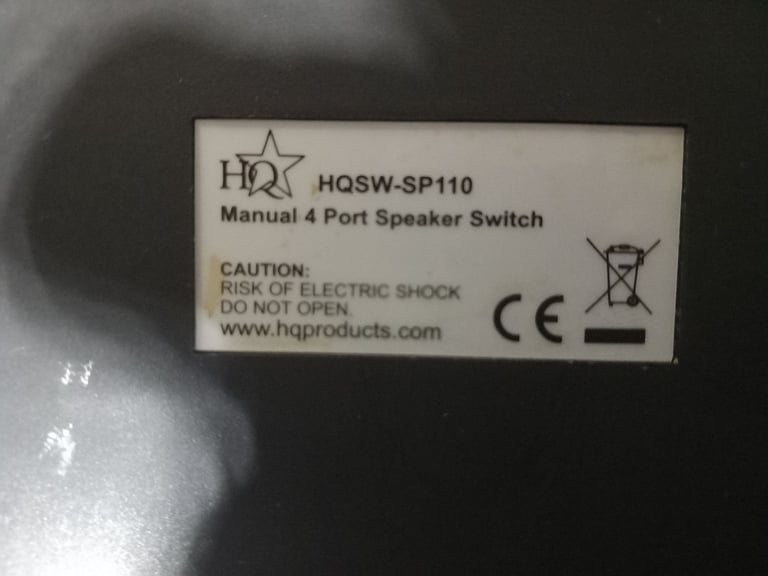 HQ HQSW-SP110
Manual 4 Port Speaker Switch
CAUTION:
RISK OF ELECTRIC SHOCK
DO NOT OPEN.
www.hqproducts.com
CE